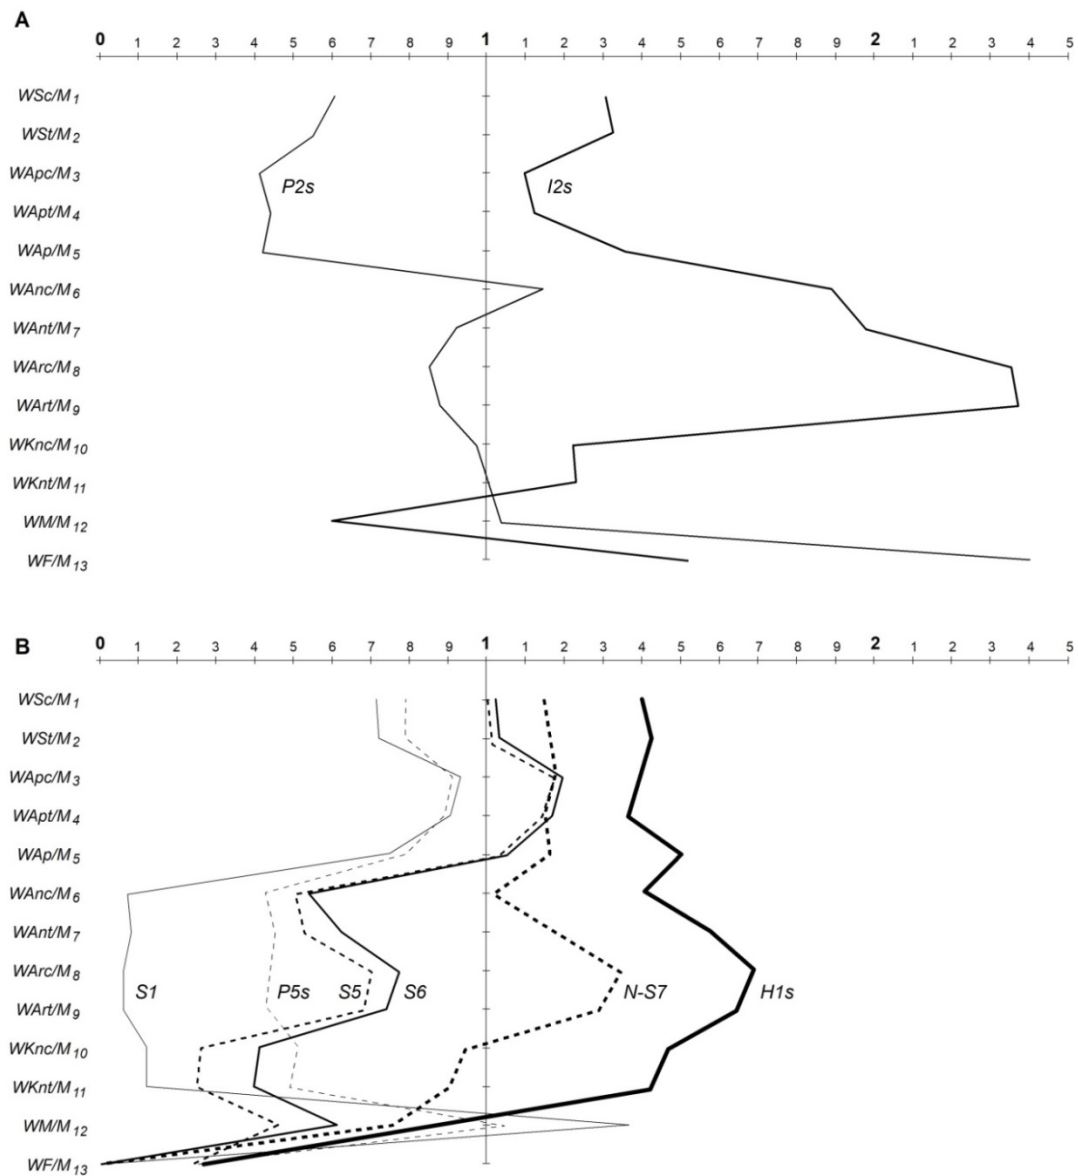 A
0 1 2 3 4 5 6 7 8 9 1 1 2 3 4 5 6 7 8 9 2 1 2 3 4 5
WSc/M1
WSt/M2
WApc/M3
P2s I2s
WApt/M4
WAp/M5
WAnc/M6
WAnt/M7
WArc/M8
WArt/M9
WKnc/M10
WKnt/M11
WM/M12
WF/M13
B
0 1 2 3 4 5 6 7 8 9 1 1 2 3 4 5 6 7 8 9 2 1 2 3 4 5
WSc/M1
WSt/M2
WApc/M3
WApt/M4
WAp/M5
WAnc/M6
WAnt/M7
WArc/M8
S1 P5s S5 S6 N-S7 H1s
WArt/M9
WKnc/M10
WKnt/M11
WM/M12
WF/M13